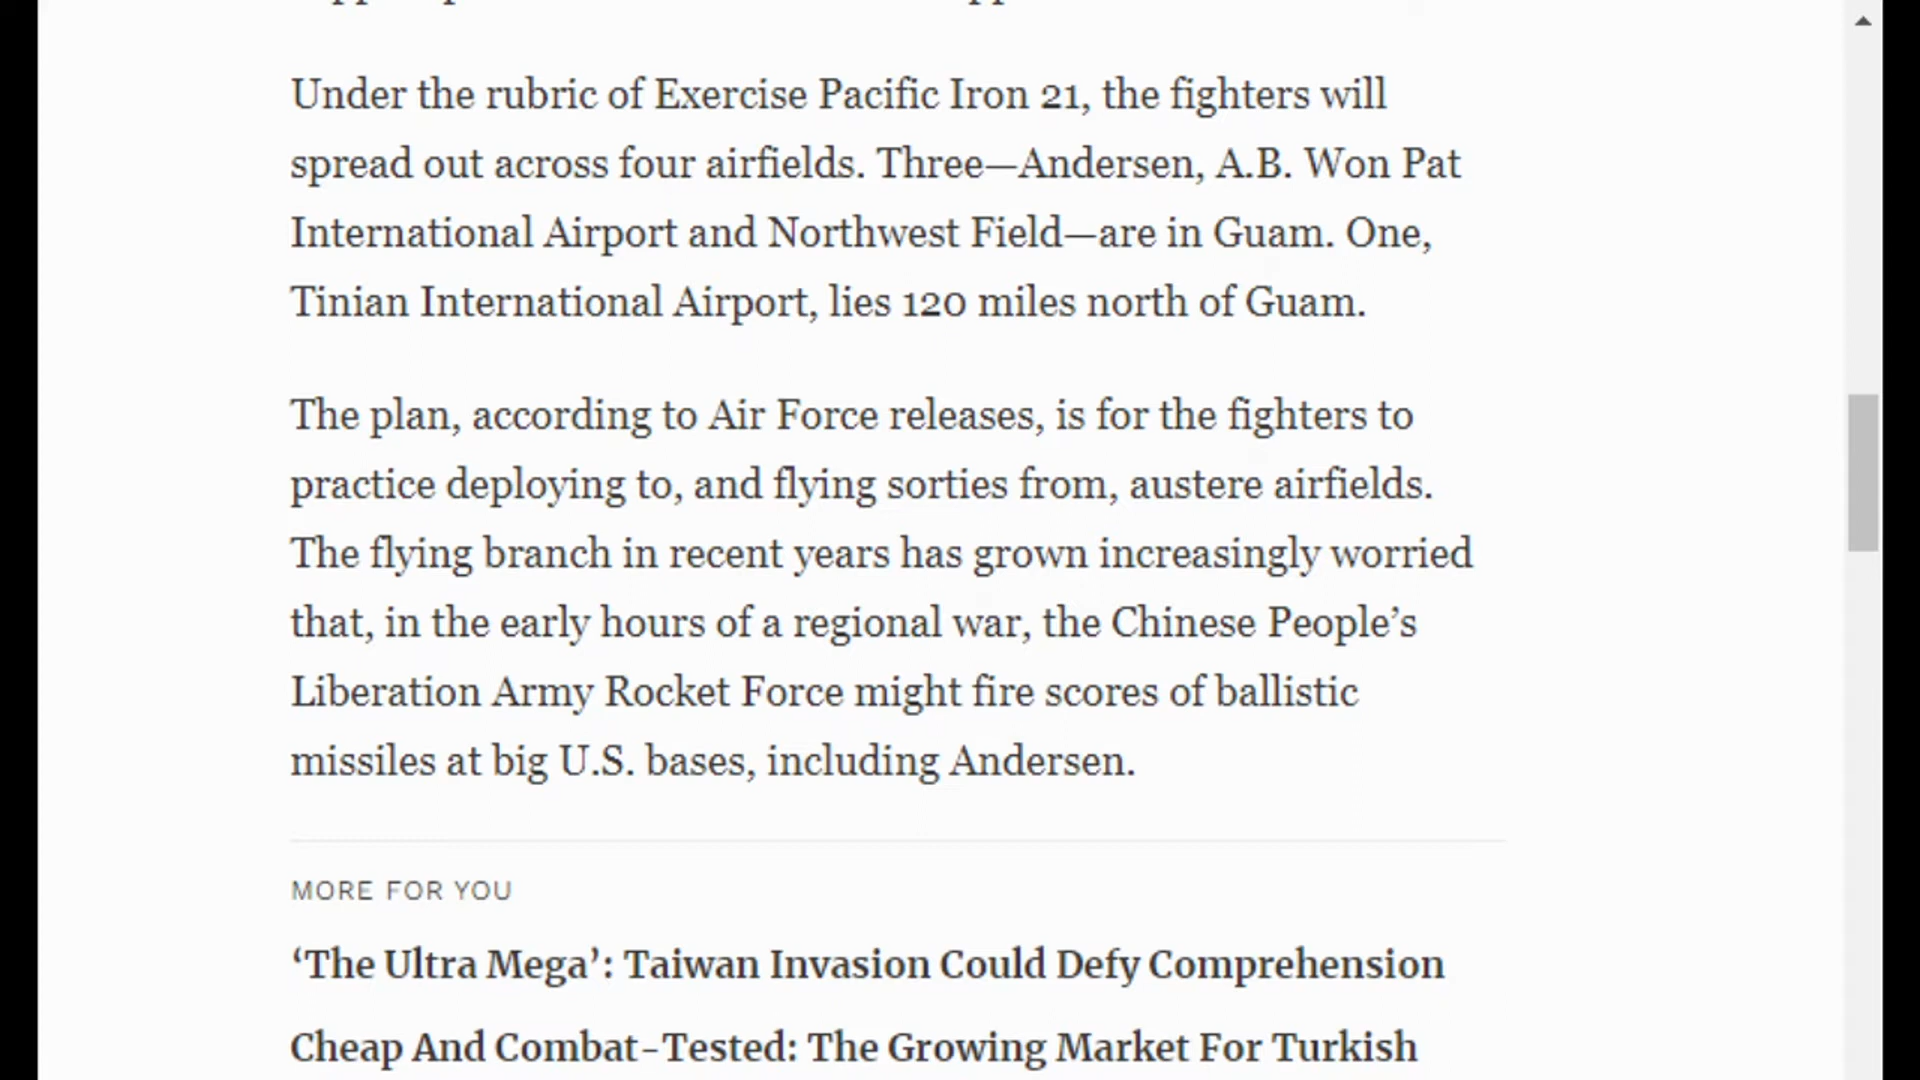 Under the rubric of Exercise Pacific Iron 21, the fighters will
spread out across four airfields. Three—Andersen, A.B. Won Pat
International Airport and Northwest Field—are in Guam. One,
Tinian International Airport, lies 120 miles north of Guam.
The plan, according to Air Force releases, is for the fighters to
practice deploying to, and flying sorties from, austere airfields.
The flying branch in recent years has grown increasingly worried
that, in the early hours of a regional war, the Chinese People’s
Liberation Army Rocket Force might fire scores of ballistic
missiles at big U.S. bases, including Andersen.
MORE FOR YOU
‘The Ultra Mega’: Taiwan Invasion Could Defy Comprehension
Cheap And Combat-Tested: The Growing Market For Turkish